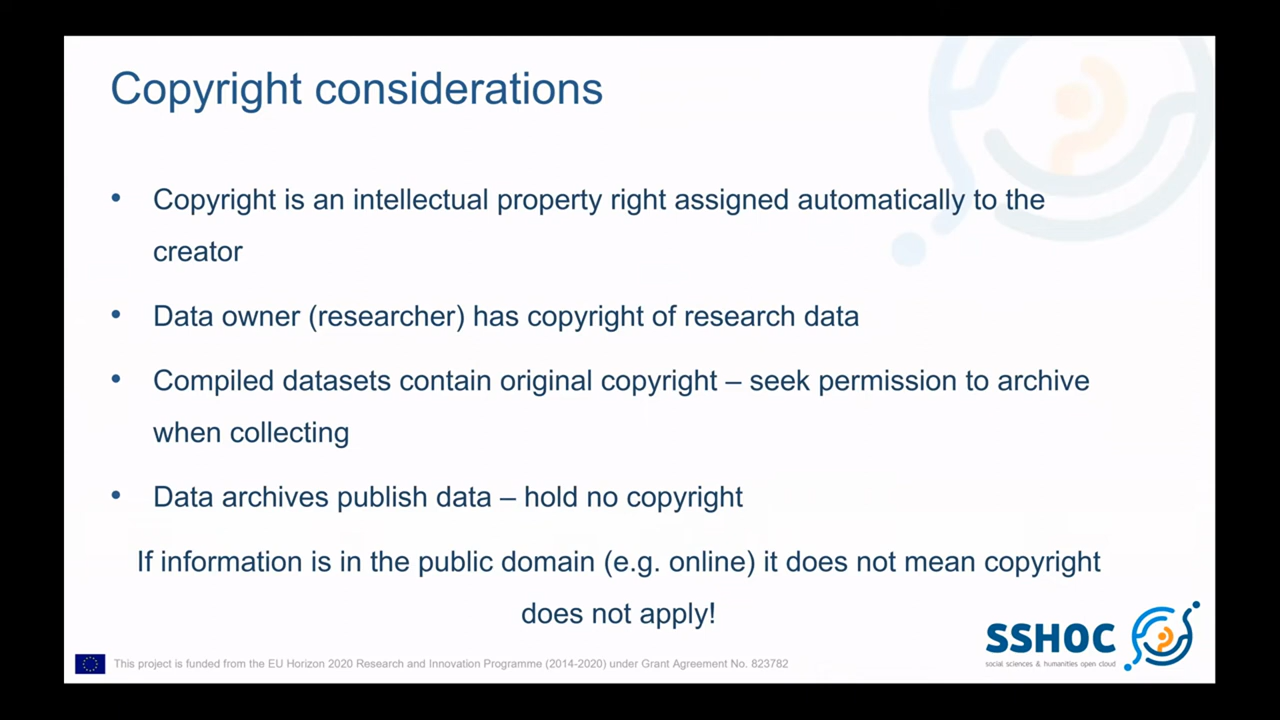 Copyright considerations
• Copyright is an intellectual property right assigned automatically to the
creator
• Data owner (researcher) has copyright of research data
• Compiled datasets contain original copyright – seek permission to archive
when collecting
• Data archives publish data – hold no copyright
If information is in the public domain (e.g. online) it does not mean copyright
does not apply!
SSHOC
social sciences & humanities open cloud
This project is funded from the EU Horizon 2020 Research and Innovation Programme (2014-2020) under Grant Agreement No. 823782